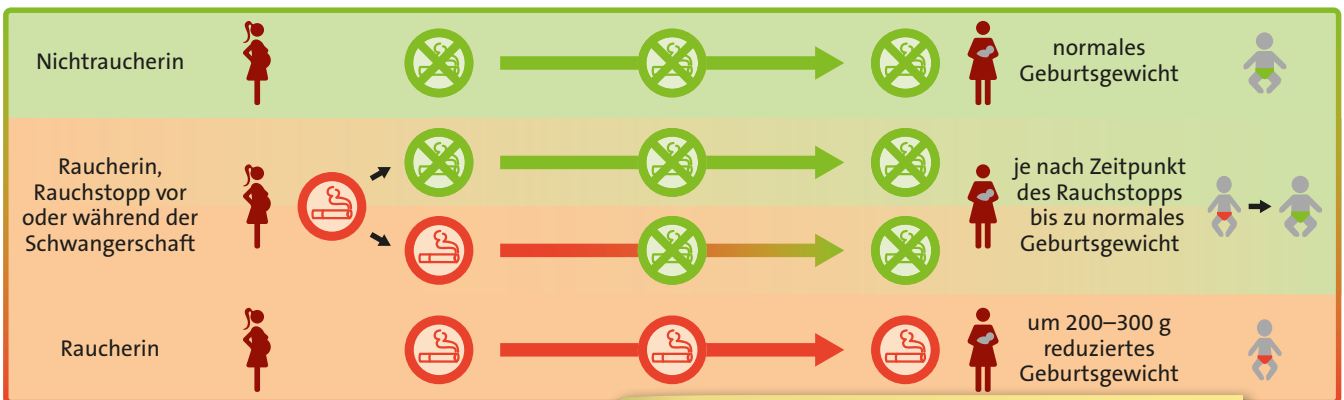 Nichtraucherin
normales
Geburtsgewicht
Raucherin,
Rauchstopp vor
oder während der
Schwangerschaft
je nach Zeitpunkt
des Rauchstopps
bis zu normales
Geburtsgewicht
Raucherin
um 200–300 g
reduziertes
Geburtsgewicht